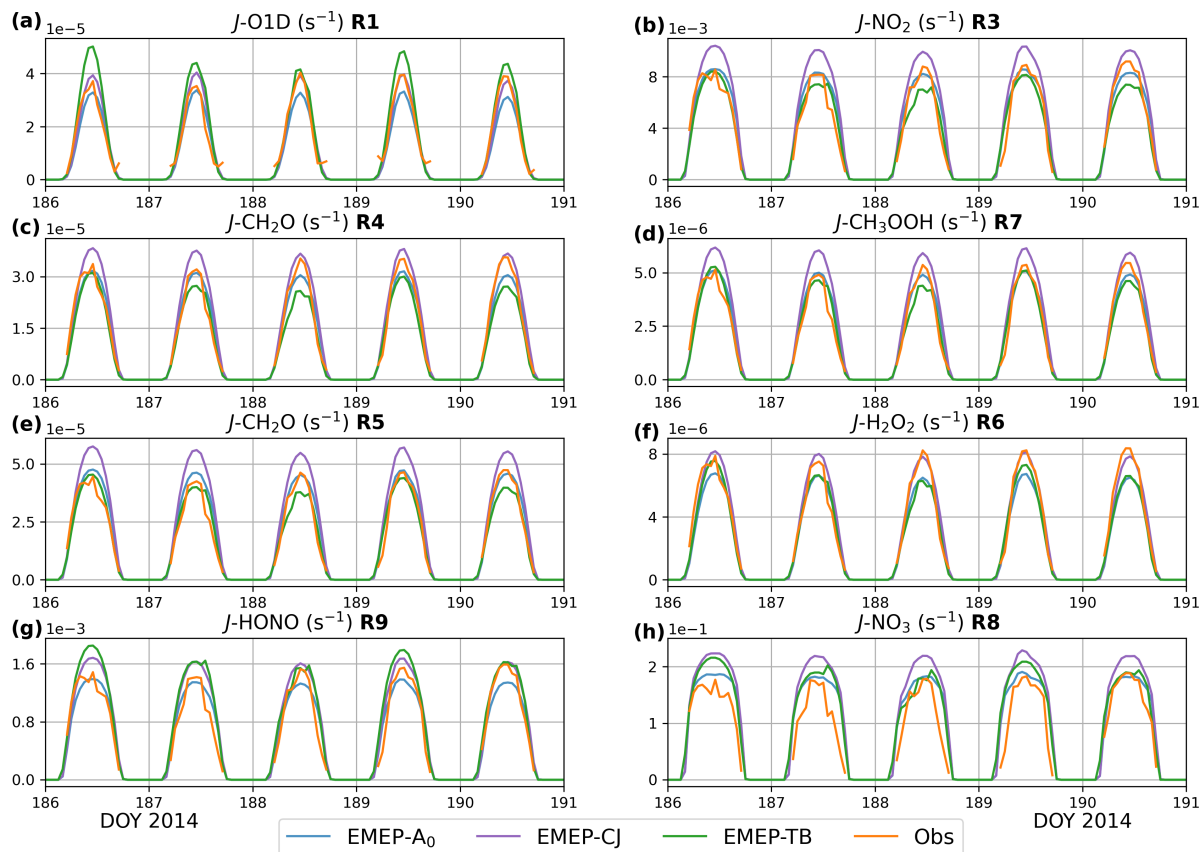 (a) 1e−5 J-O1D (s⁻¹) R1
4
2
0
186 187 188 189 190 191
(b) 1e−3 J-NO₂ (s⁻¹) R3
8
4
0
186 187 188 189 190 191
(c) 1e−5 J-CH₂O (s⁻¹) R4
3.0
1.5
0.0
186 187 188 189 190 191
(d) 1e−6 J-CH₃OOH (s⁻¹) R7
5.0
2.5
0.0
186 187 188 189 190 191
(e) 1e−5 J-CH₂O (s⁻¹) R5
5.0
2.5
0.0
186 187 188 189 190 191
(f) 1e−6 J-H₂O₂ (s⁻¹) R6
8
4
0
186 187 188 189 190 191
(g) 1e−3 J-HONO (s⁻¹) R9
1.6
0.8
0.0
186 187 188 189 190 191
DOY 2014
(h) 1e−1 J-NO₃ (s⁻¹) R8
2
1
0
186 187 188 189 190 191
DOY 2014
EMEP-A₀ EMEP-CJ EMEP-TB Obs